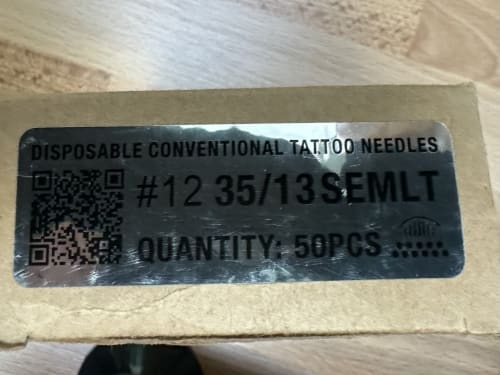 DISPOSABLE CONVENTIONAL TATTOO NEEDLES
#12 35/13SEMLT
QUANTITY: 50PCS